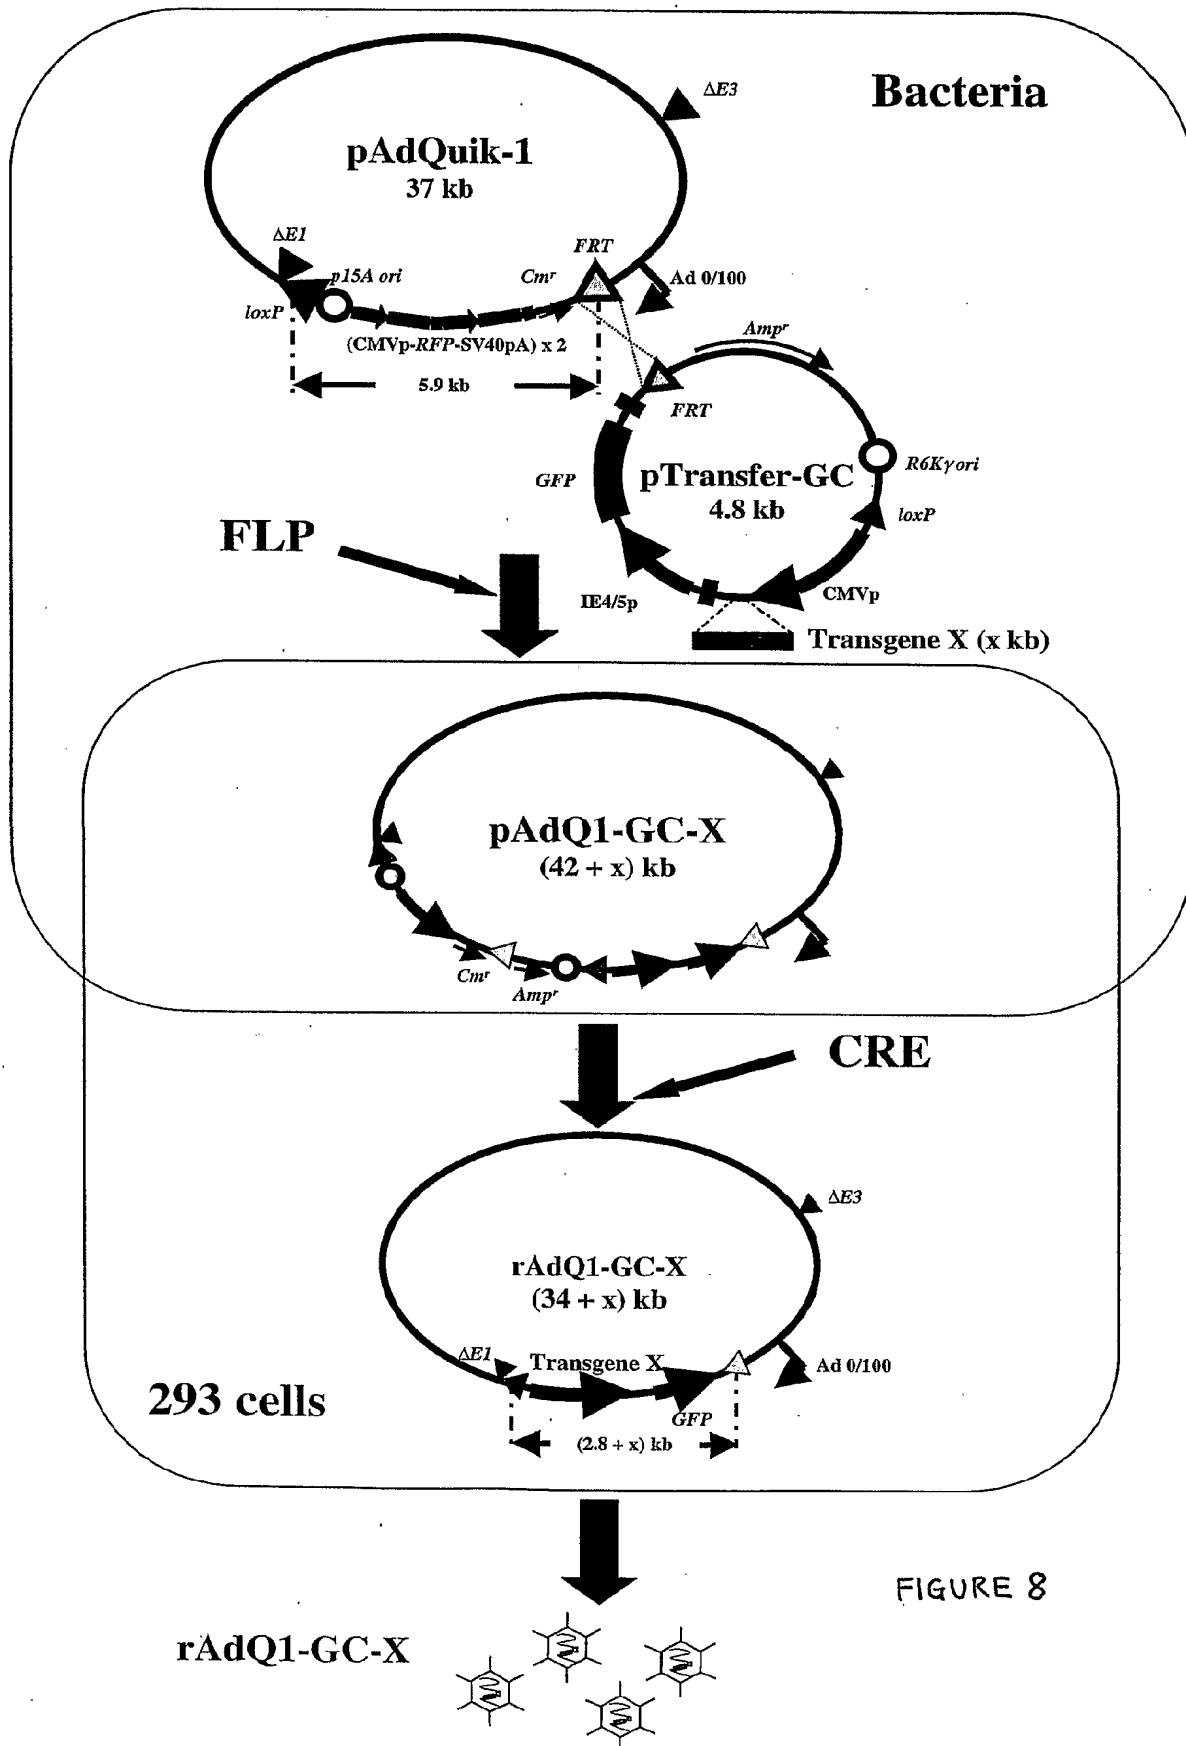 Bacteria
ΔE3
pAdQuik-1
37 kb
ΔE1
FRT
p15A ori
Cmʳ
Ad 0/100
loxP
(CMVp-RFP-SV40pA) x 2
5.9 kb
Ampʳ
FRT
GFP
pTransfer-GC
4.8 kb
R6Kγ ori
loxP
FLP
IE4/5p
CMVp
Transgene X (x kb)
pAdQ1-GC-X
(42 + x) kb
Cmʳ
Ampʳ
CRE
ΔE3
rAdQ1-GC-X
(34 + x) kb
ΔE1
Transgene X
Ad 0/100
GFP
293 cells
(2.8 + x) kb
FIGURE 8
rAdQ1-GC-X